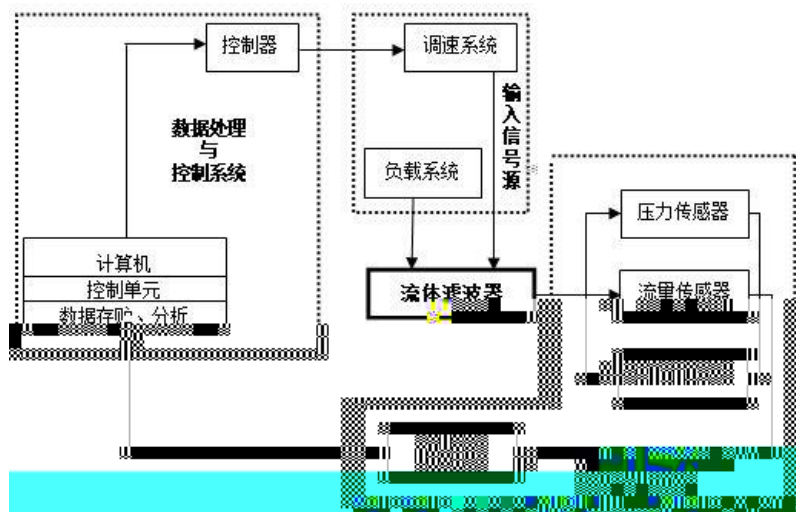 控制器
调速系统
输入信号源
数据处理
与
控制系统
负载系统
压力传感器
计算机
控制单元
数据存贮、分析
流体滤波器
流量传感器